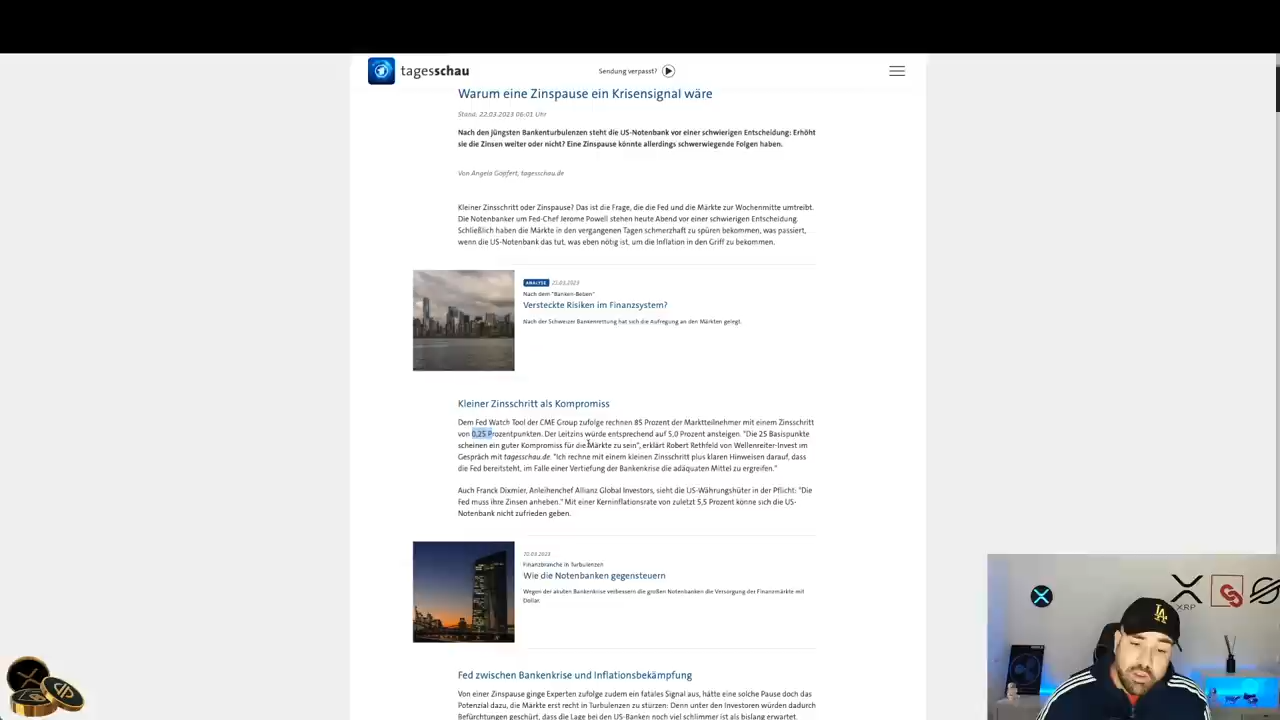 tagesschau
Sendung verpasst?
Warum eine Zinspause ein Krisensignal wäre
Stand: 22.03.2023 06:01 Uhr
Nach den jüngsten Bankenturbulenzen steht die US-Notenbank vor einer schwierigen Entscheidung: Erhöht
sie die Zinsen weiter oder nicht? Eine Zinspause könnte allerdings schwerwiegende Folgen haben.
Von Angela Göpfert, tagesschau.de
Kleiner Zinsschritt oder Zinspause? Das ist die Frage, die die Fed und die Märkte zur Wochenmitte umtreibt.
Die Notenbanker um Fed-Chef Jerome Powell stehen heute Abend vor einer schwierigen Entscheidung.
Schließlich haben die Märkte in den vergangenen Tagen schmerzhaft zu spüren bekommen, was passiert,
wenn die US-Notenbank das tut, was eben nötig ist, um die Inflation in den Griff zu bekommen.
ANALYSE 21.03.2023
Nach dem "Banken-Beben"
Versteckte Risiken im Finanzsystem?
Nach der Schweizer Bankenrettung hat sich die Aufregung an den Märkten gelegt.
Kleiner Zinsschritt als Kompromiss
Dem Fed Watch Tool der CME Group zufolge rechnen 85 Prozent der Marktteilnehmer mit einem Zinsschritt
von 0,25 Prozentpunkten. Der Leitzins würde entsprechend auf 5,0 Prozent ansteigen. "Die 25 Basispunkte
scheinen ein guter Kompromiss für die Märkte zu sein", erklärt Robert Rethfeld von Wellenreiter-Invest im
Gespräch mit tagesschau.de. "Ich rechne mit einem kleinen Zinsschritt plus klaren Hinweisen darauf, dass
die Fed bereitsteht, im Falle einer Vertiefung der Bankenkrise die adäquaten Mittel zu ergreifen."
Auch Franck Dixmier, Anleihenchef Allianz Global Investors, sieht die US-Währungshüter in der Pflicht: "Die
Fed muss ihre Zinsen anheben." Mit einer Kerninflationsrate von zuletzt 5,5 Prozent könne sich die US-
Notenbank nicht zufrieden geben.
20.03.2023
Finanzbranche in Turbulenzen
Wie die Notenbanken gegensteuern
Wegen der akuten Bankenkrise verbessern die großen Notenbanken die Versorgung der Finanzmärkte mit
Dollar.
Fed zwischen Bankenkrise und Inflationsbekämpfung
Von einer Zinspause ginge Experten zufolge zudem ein fatales Signal aus, hätte eine solche Pause doch das
Potenzial dazu, die Märkte erst recht in Turbulenzen zu stürzen: Denn unter den Investoren würden dadurch
Befürchtungen geschürt, dass die Lage bei den US-Banken noch viel schlimmer ist als bislang erwartet.
LA